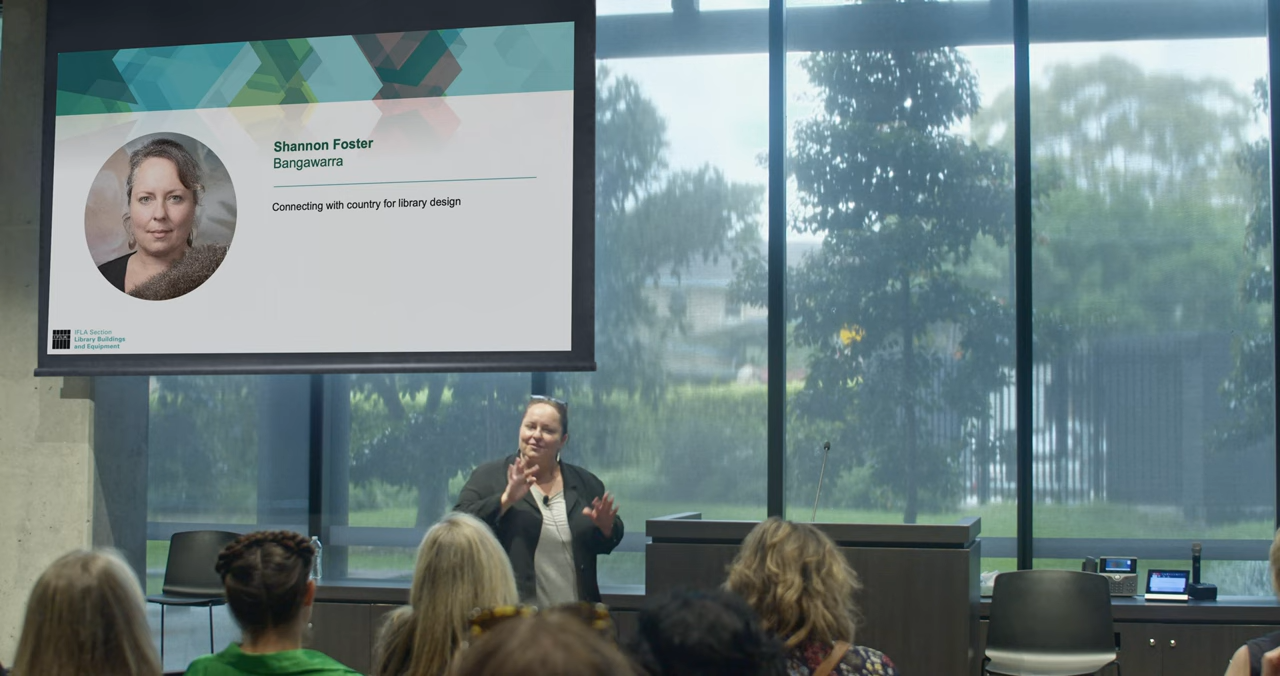 Shannon Foster
Bangawarra
Connecting with country for library design
IFLA Section
Library Buildings
and Equipment